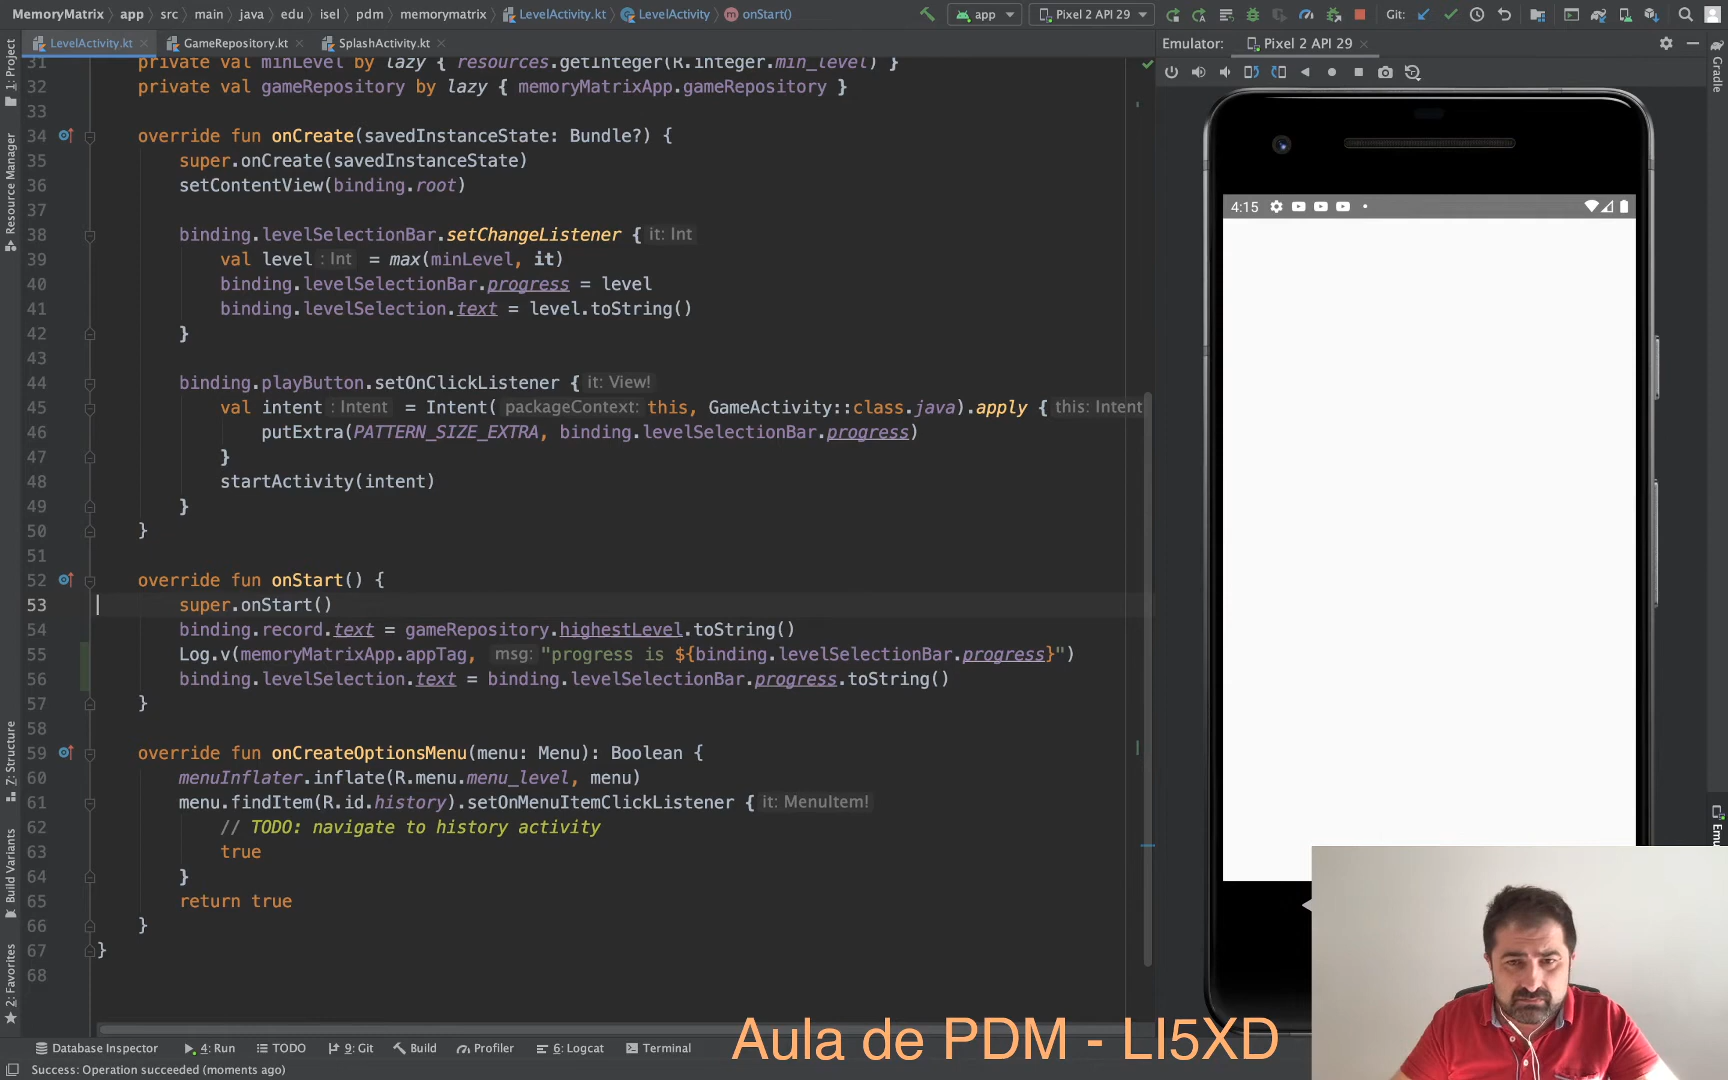 MemoryMatrix › app › src › main › java › edu › isel › pdm › memorymatrix › LevelActivity.kt › LevelActivity › onStart()
app
Pixel 2 API 29
Git:
LevelActivity.kt
GameRepository.kt
SplashActivity.kt
Emulator:
Pixel 2 API 29
1: Project
Resource Manager
7: Structure
Build Variants
2: Favorites
Gradle
31 private val minLevel by lazy { resources.getInteger(R.integer.min_level) }
32 private val gameRepository by lazy { memoryMatrixApp.gameRepository }
33
34 override fun onCreate(savedInstanceState: Bundle?) {
35 super.onCreate(savedInstanceState)
36 setContentView(binding.root)
37
38 binding.levelSelectionBar.setChangeListener { it: Int
39 val level : Int = max(minLevel, it)
40 binding.levelSelectionBar.progress = level
41 binding.levelSelection.text = level.toString()
42 }
43
44 binding.playButton.setOnClickListener { it: View!
45 val intent : Intent = Intent( packageContext: this, GameActivity::class.java).apply { this: Intent
46 putExtra(PATTERN_SIZE_EXTRA, binding.levelSelectionBar.progress)
47 }
48 startActivity(intent)
49 }
50 }
51
52 override fun onStart() {
53 super.onStart()
54 binding.record.text = gameRepository.highestLevel.toString()
55 Log.v(memoryMatrixApp.appTag, msg: "progress is ${binding.levelSelectionBar.progress}")
56 binding.levelSelection.text = binding.levelSelectionBar.progress.toString()
57 }
58
59 override fun onCreateOptionsMenu(menu: Menu): Boolean {
60 menuInflater.inflate(R.menu.menu_level, menu)
61 menu.findItem(R.id.history).setOnMenuItemClickListener { it: MenuItem!
62 // TODO: navigate to history activity
63 true
64 }
65 return true
66 }
67 }
68
4:15
Aula de PDM - LI5XD
Database Inspector
4: Run
TODO
9: Git
Build
Profiler
6: Logcat
Terminal
Success: Operation succeeded (moments ago)